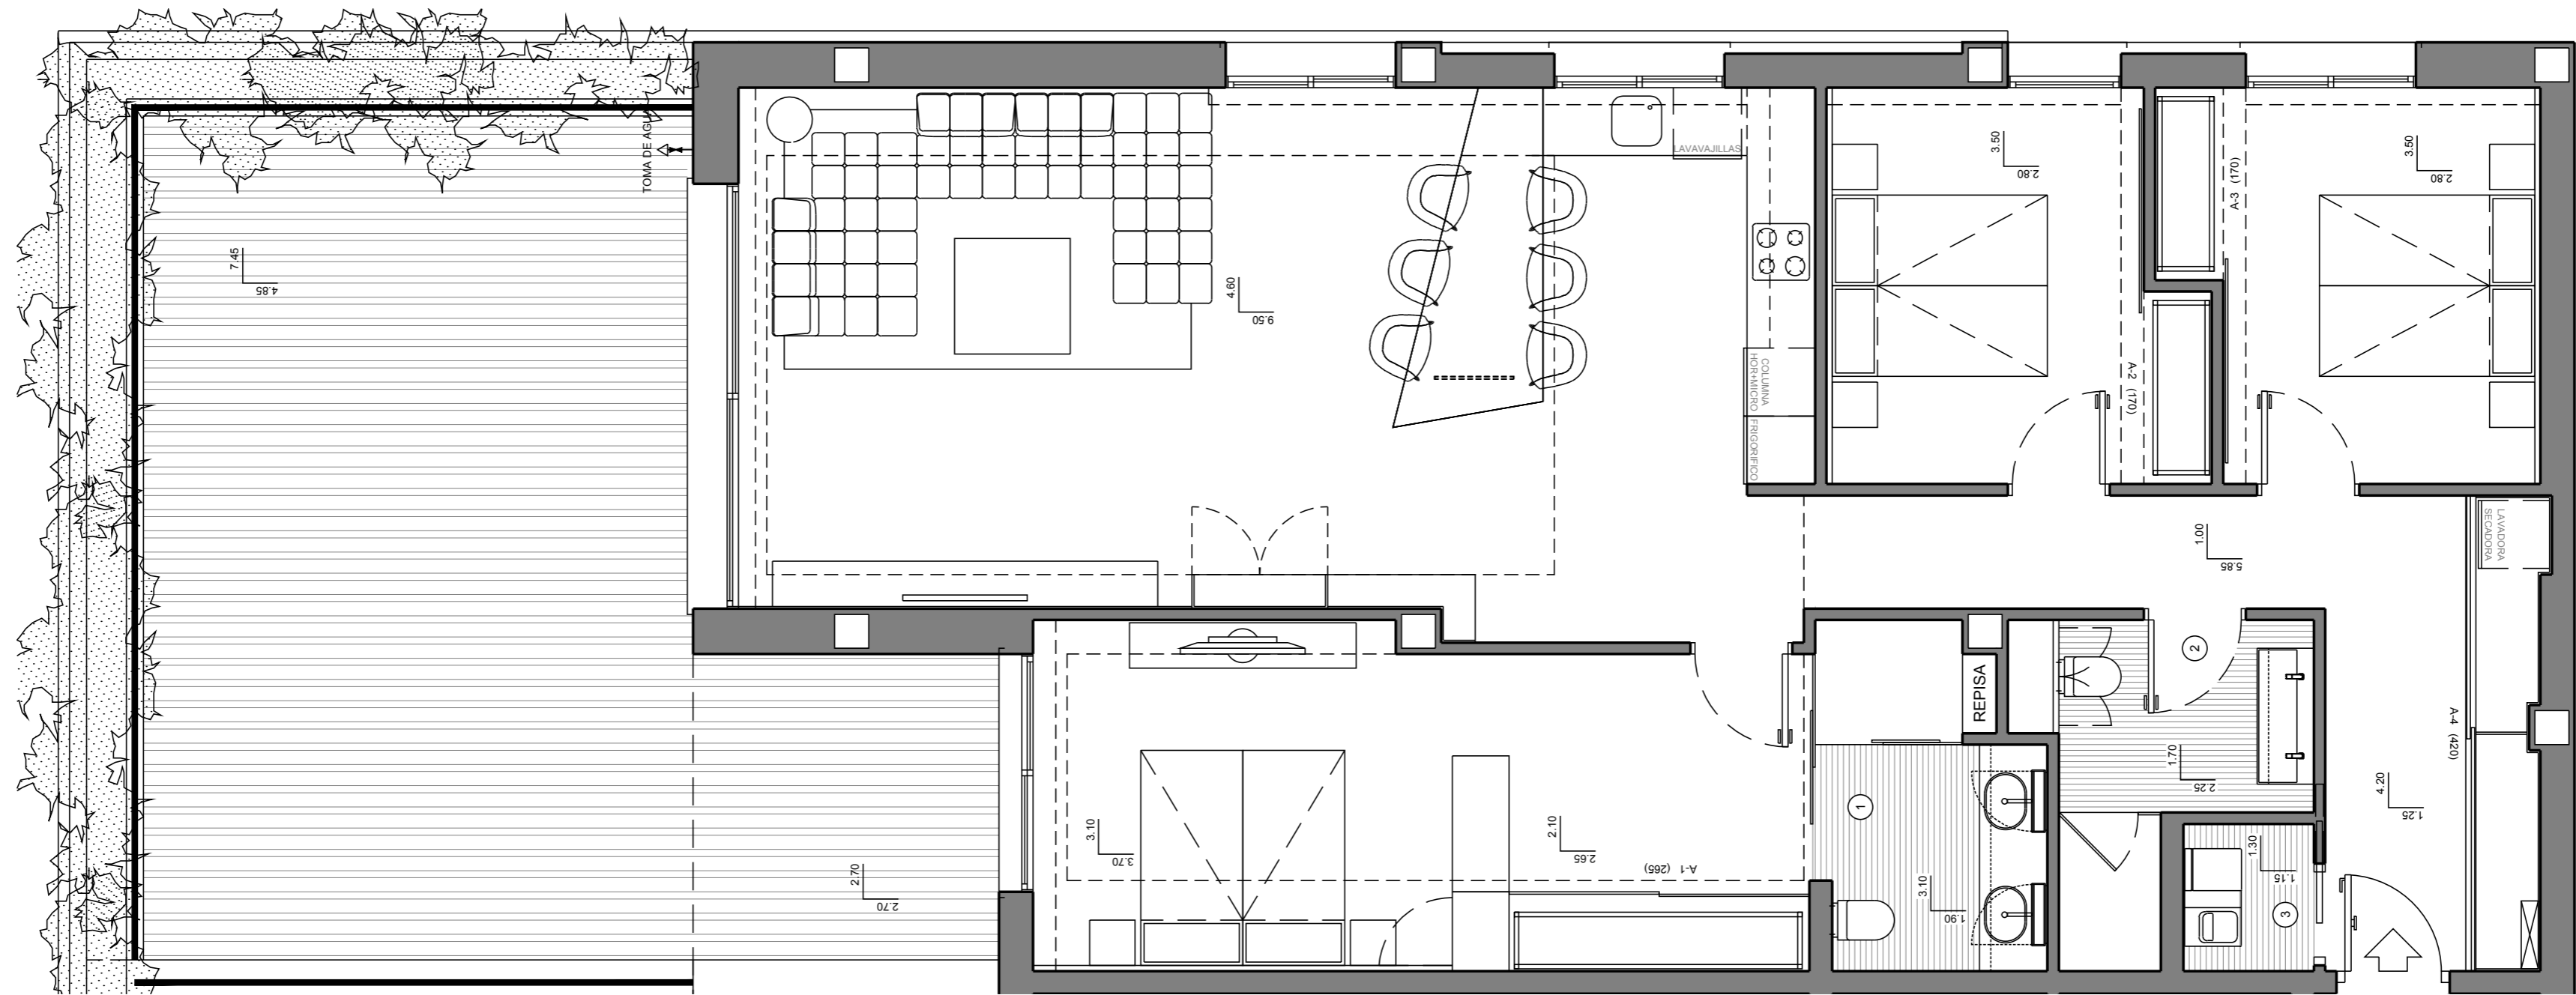 TOMA DE AGUA
7.45
4.85
4.60
9.50
LAVAVAJILLAS
COLUMNA
HOR+MICRO
FRIGORIFICO
3.50
2.80
A-3 (170)
A-2 (170)
3.50
2.80
1.00
5.85
LAVADORA
SECADORA
REPISA
2
1.70
2.25
A-4 (420)
4.20
1.25
1
3.10
1.90
1.30
1.15
3
3.10
3.70
2.10
2.65
A-1 (265)
2.70
2.70